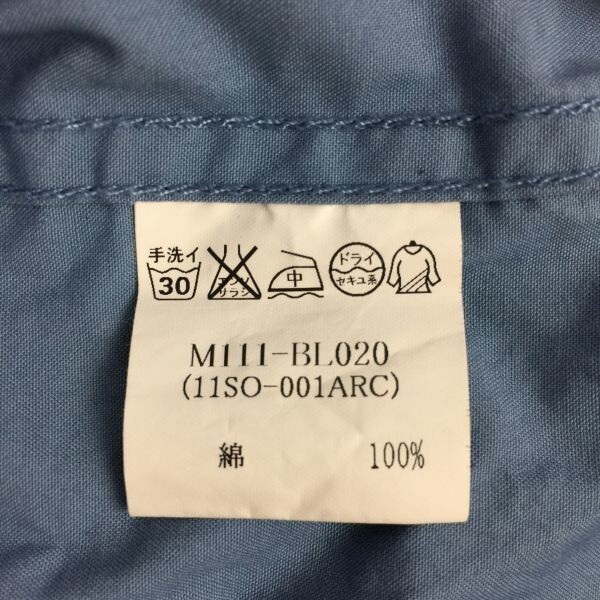 手洗イ 30 エンソ サラシ 中 ドライ セキユ系
M111-BL020
(11SO-001ARC)
綿 100%